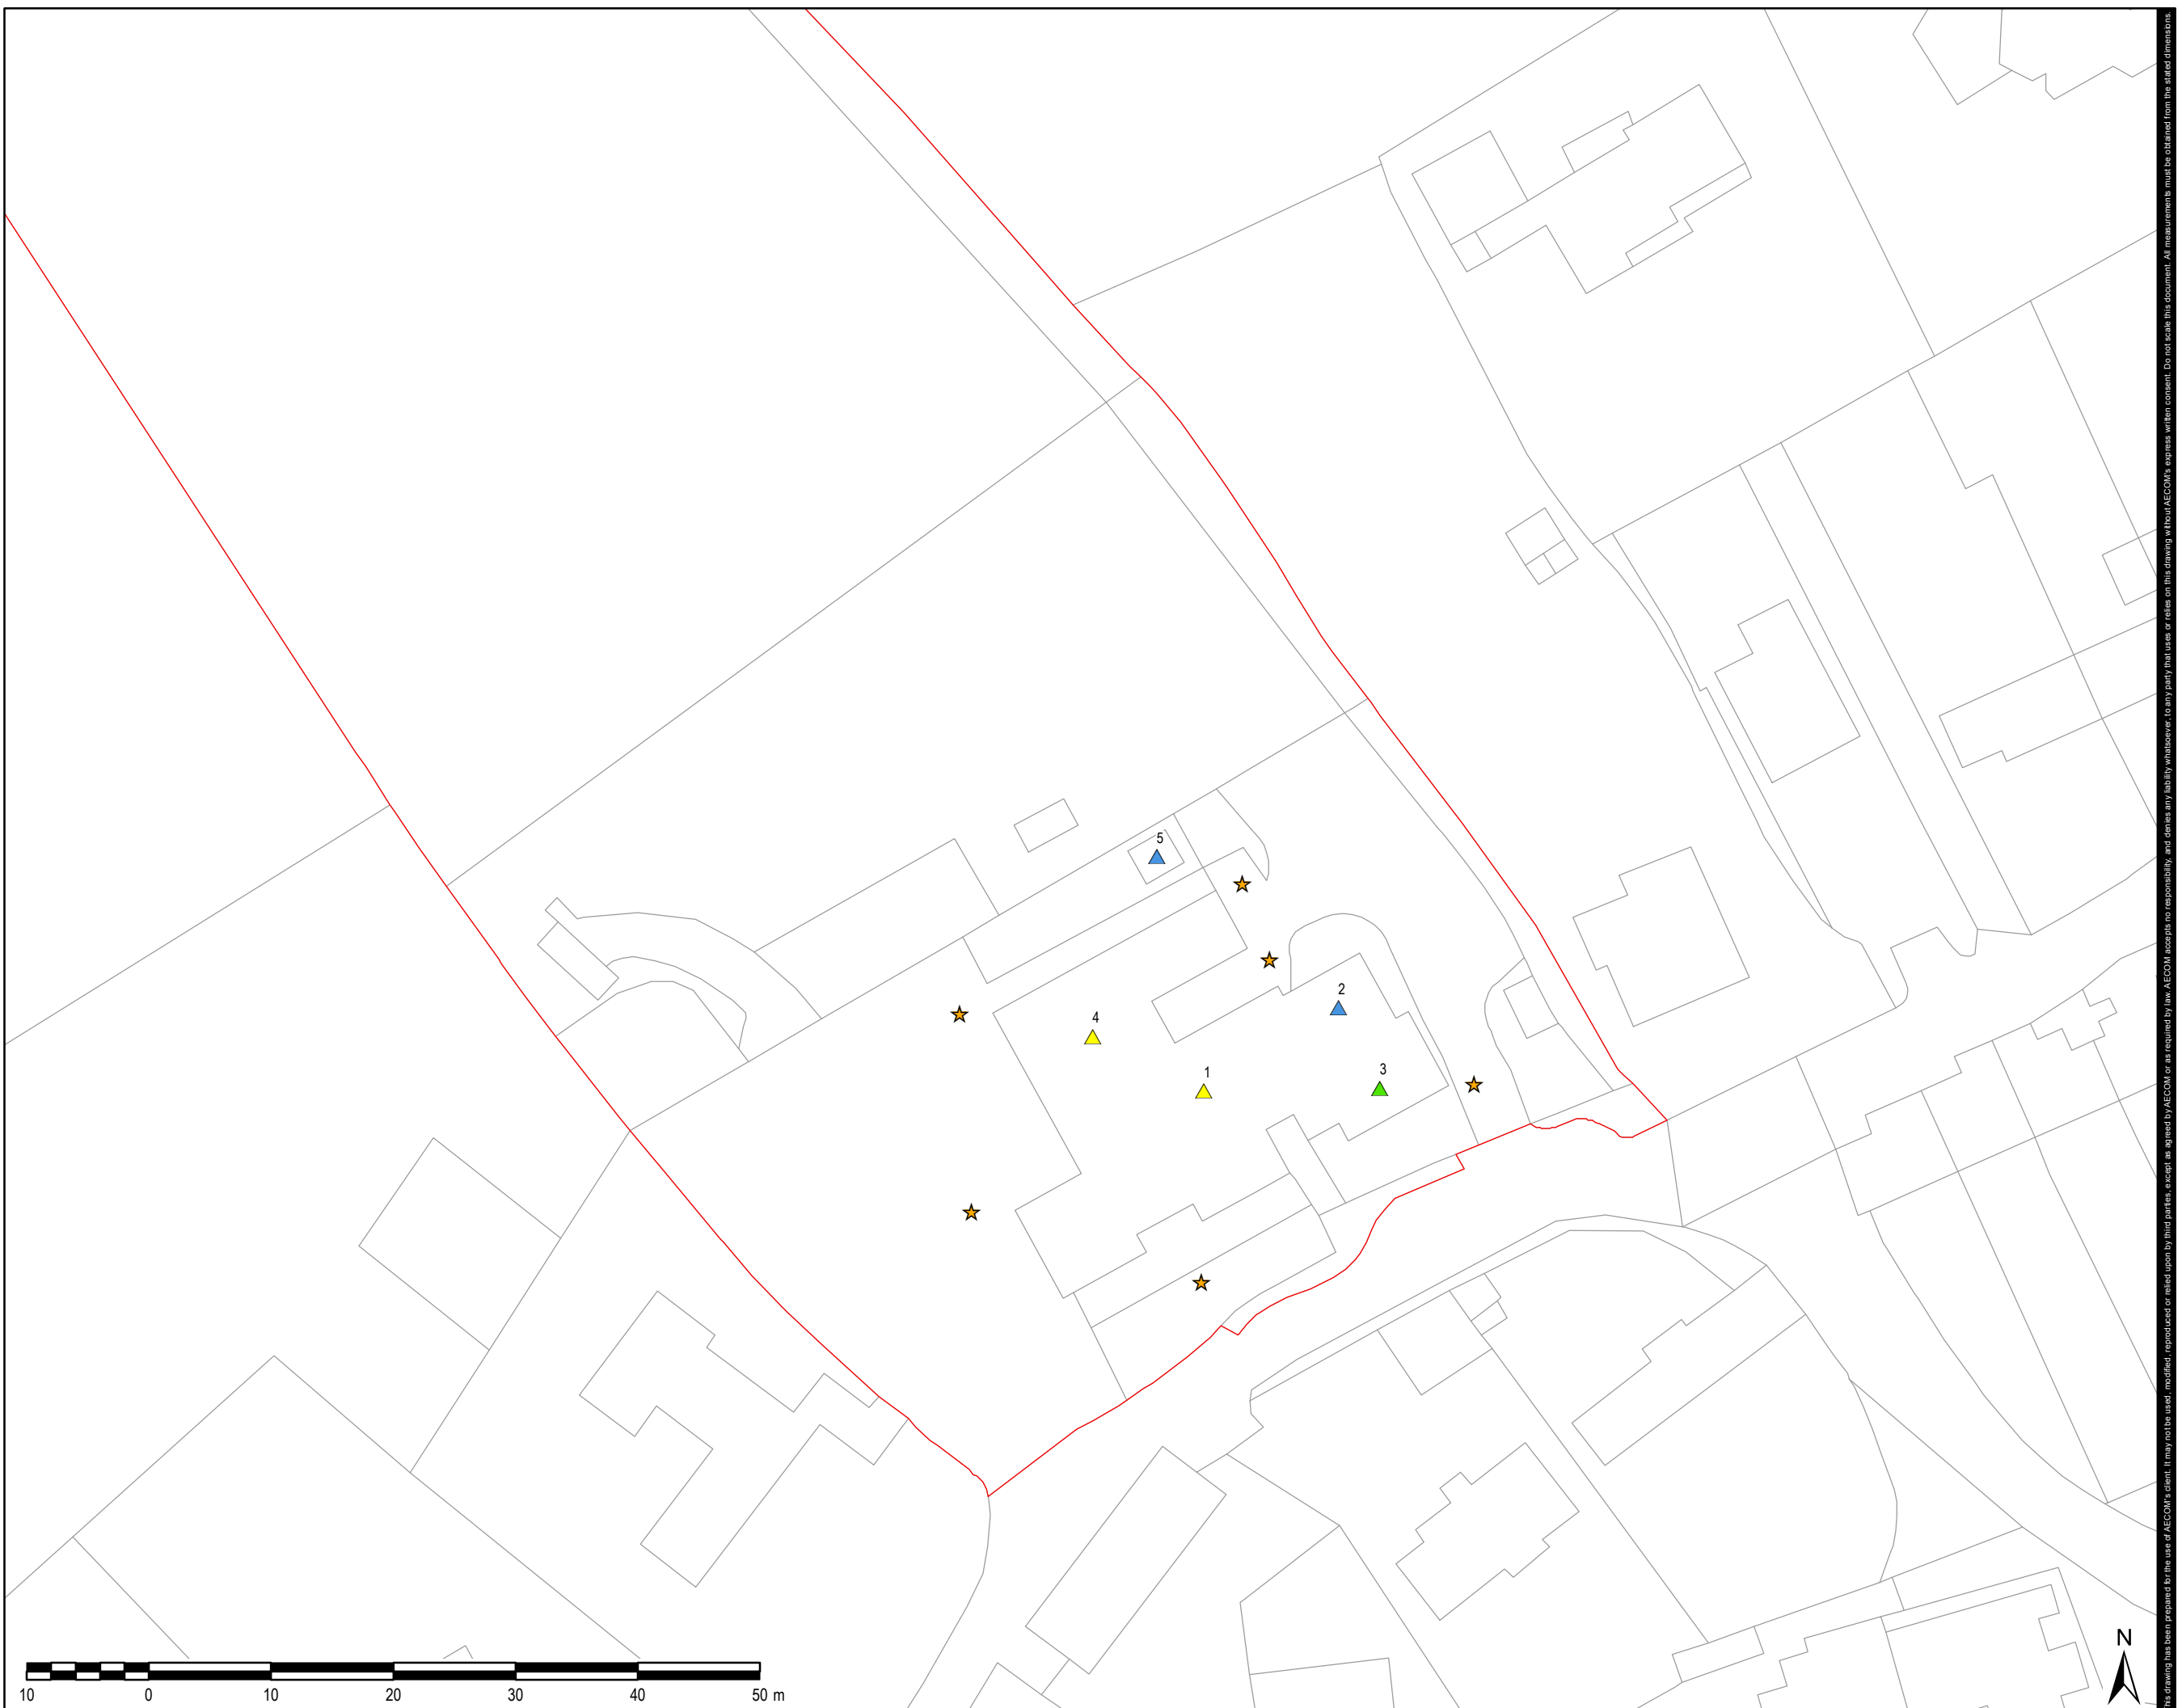 5
2
4
1
3
N
10 0 10 20 30 40 50 m
his drawing has been prepared for the use of AECOM's client. It may not be used, modified, reproduced or relied upon by third parties, except as agreed by AECOM or as required by law. AECOM accepts no responsibility, and denies any liability whatsoever, to any party that uses or relies on this drawing without AECOM's express written consent. Do not scale this document. All measurements must be obtained from the stated dimensions.